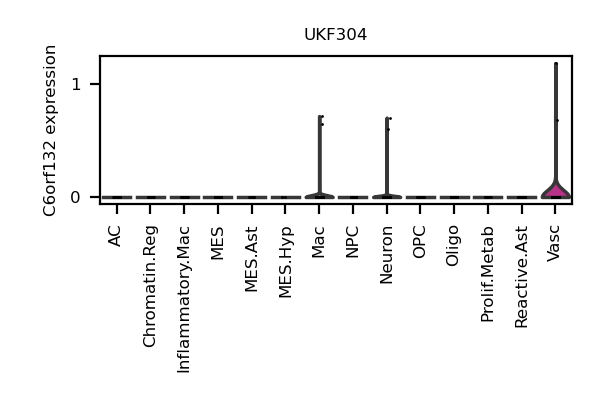 UKF304
C6orf132 expression
1
0
AC
Chromatin.Reg
Inflammatory.Mac
MES
MES.Ast
MES.Hyp
Mac
NPC
Neuron
OPC
Oligo
Prolif.Metab
Reactive.Ast
Vasc